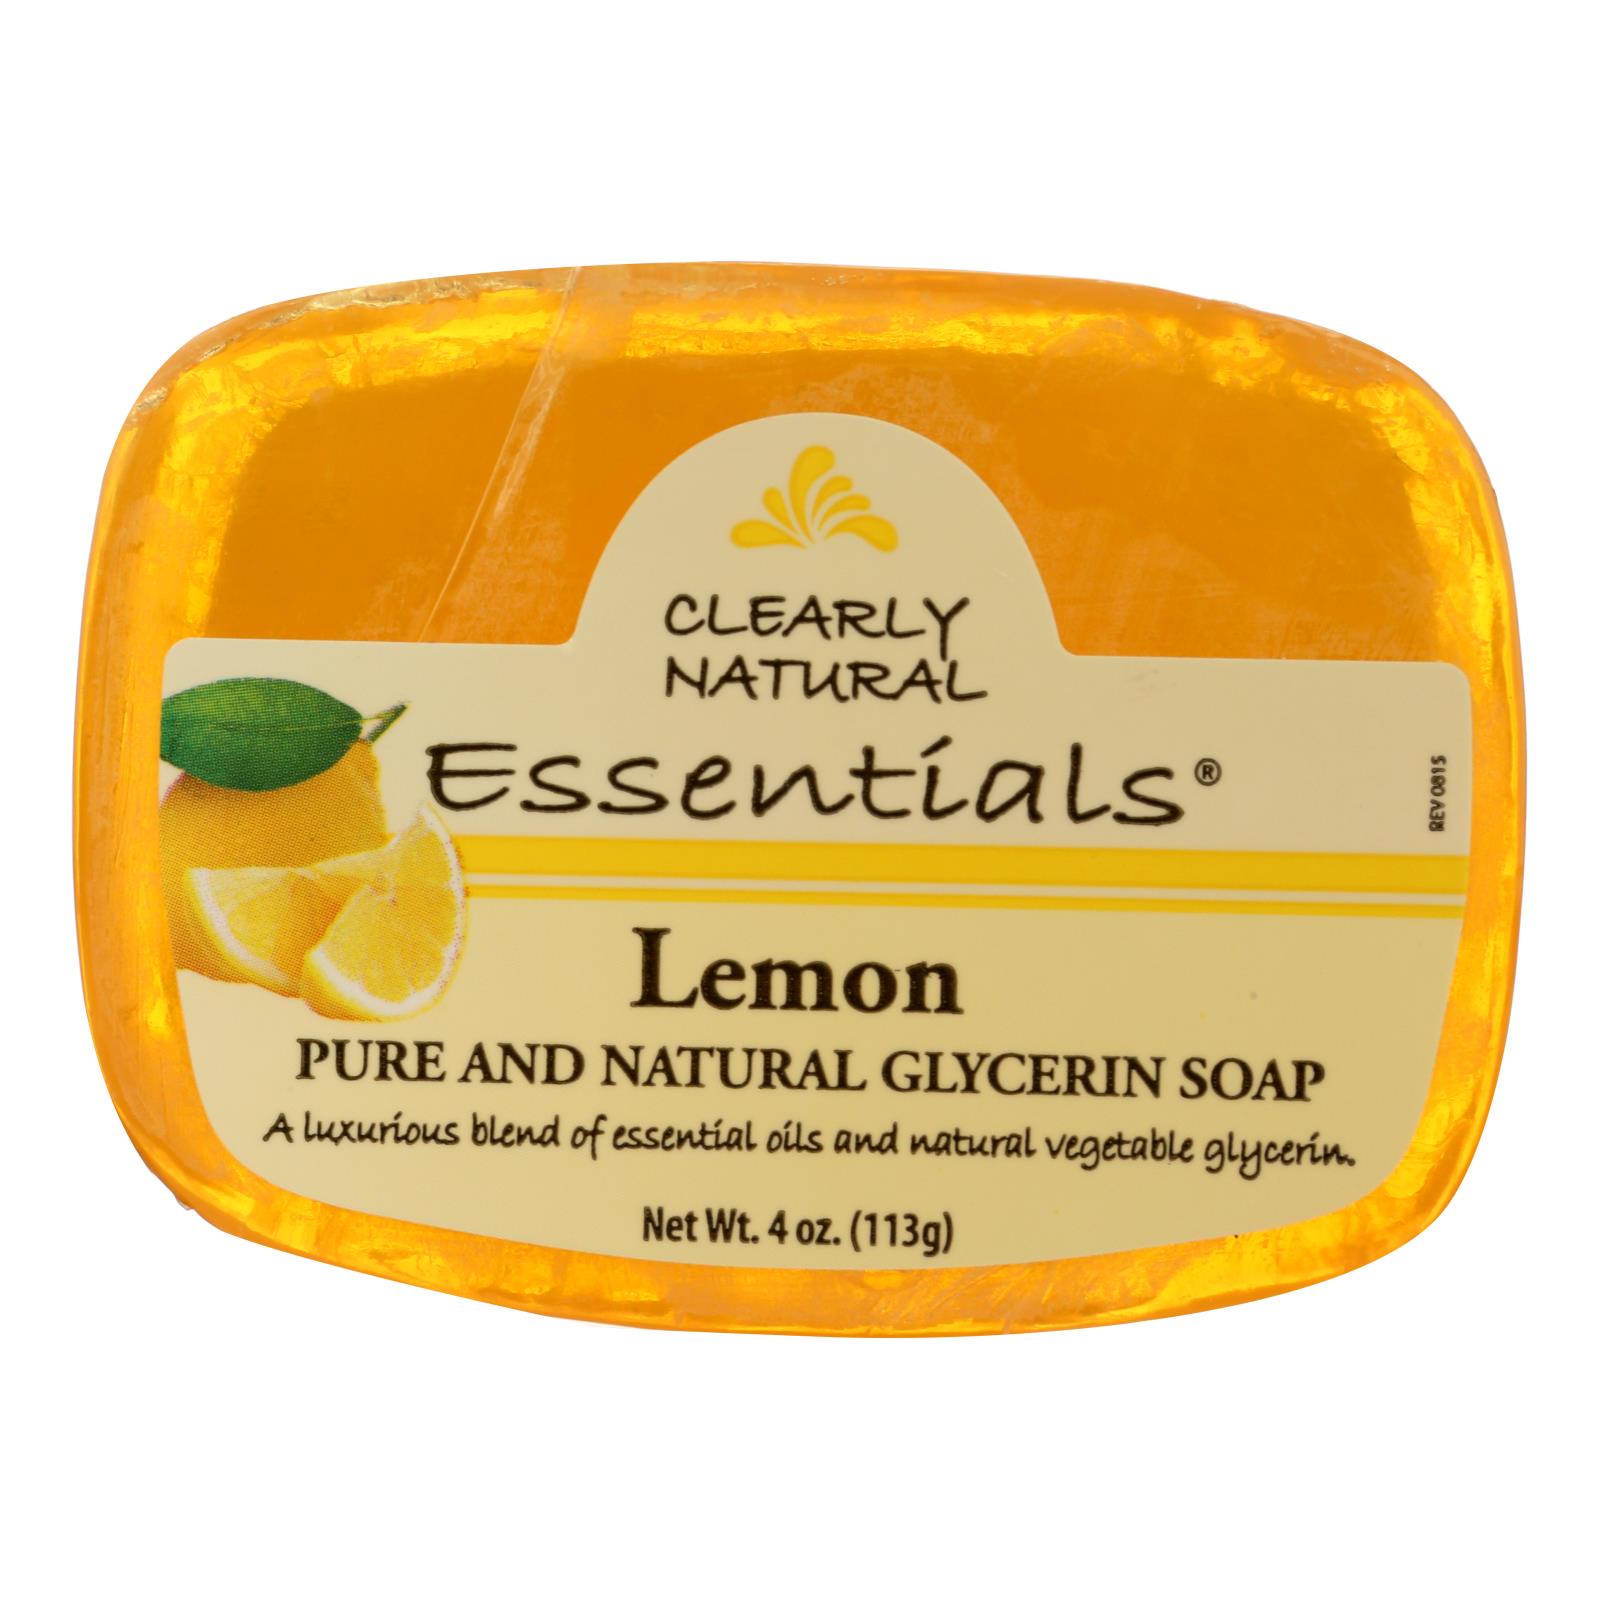 CLEARLY
NATURAL
Essentials®
REV 0815
Lemon
PURE AND NATURAL GLYCERIN SOAP
A luxurious blend of essential oils and natural vegetable glycerin.
Net Wt. 4 oz. (113g)